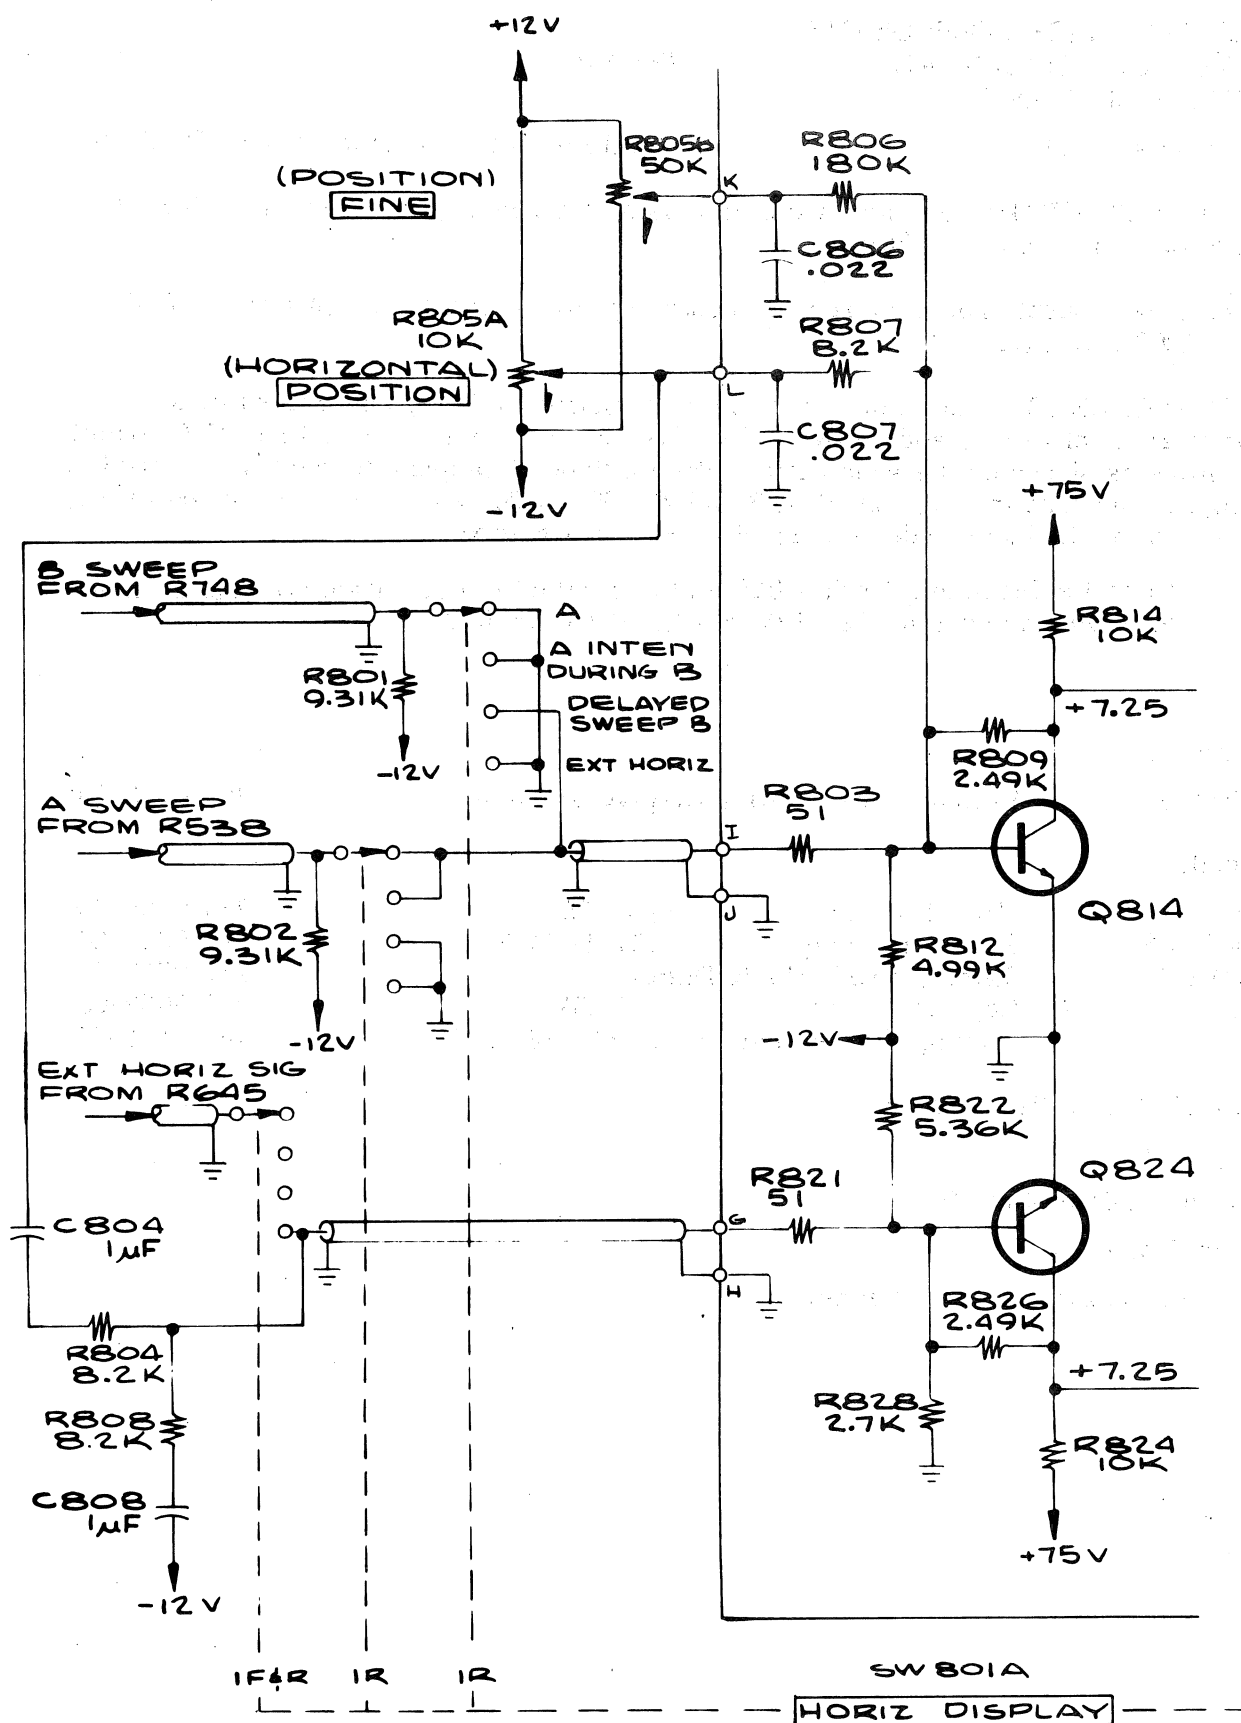 +12V
R805B
50K
(POSITION)
FINE
K
R806
180K
C806
.022
R805A
10K
(HORIZONTAL)
POSITION
R807
8.2K
L
C807
.022
-12V
+75V
B SWEEP
FROM R748
A
R814
10K
A INTEN
DURING B
R801
9.31K
DELAYED
SWEEP B
+7.25
-12V
EXT HORIZ
R809
2.49K
A SWEEP
FROM R538
R803
51
I
J
Q814
R802
9.31K
R812
4.99K
-12V
-12V
EXT HORIZ SIG
FROM R645
R822
5.36K
Q824
R821
51
G
C804
1µF
H
R826
2.49K
R804
8.2K
+7.25
R828
2.7K
R808
8.2K
R824
10K
C808
1µF
+75V
-12V
1F&R
1R
1R
SW801A
HORIZ DISPLAY